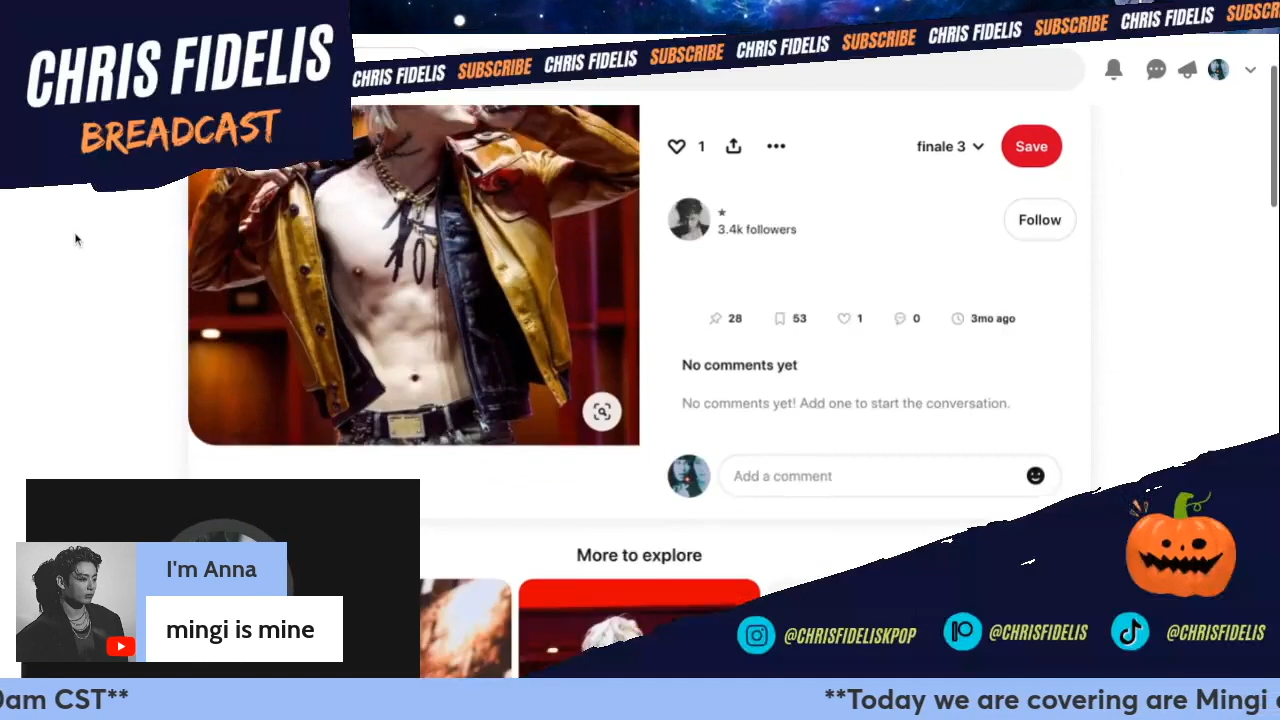 CHRIS FIDELIS
BREADCAST
CHRIS FIDELIS SUBSCRIBE CHRIS FIDELIS SUBSCRIBE CHRIS FIDELIS SUBSCRIBE CHRIS FIDELIS SUBSCRIBE CHRIS FIDELIS
1
finale 3
Save
★
3.4k followers
Follow
28 53 1 0 3mo ago
No comments yet
No comments yet! Add one to start the conversation.
Add a comment
More to explore
I'm Anna
mingi is mine
@CHRISFIDELISKPOP @CHRISFIDELIS @CHRISFIDELIS
am CST** **Today we are covering are Mingi